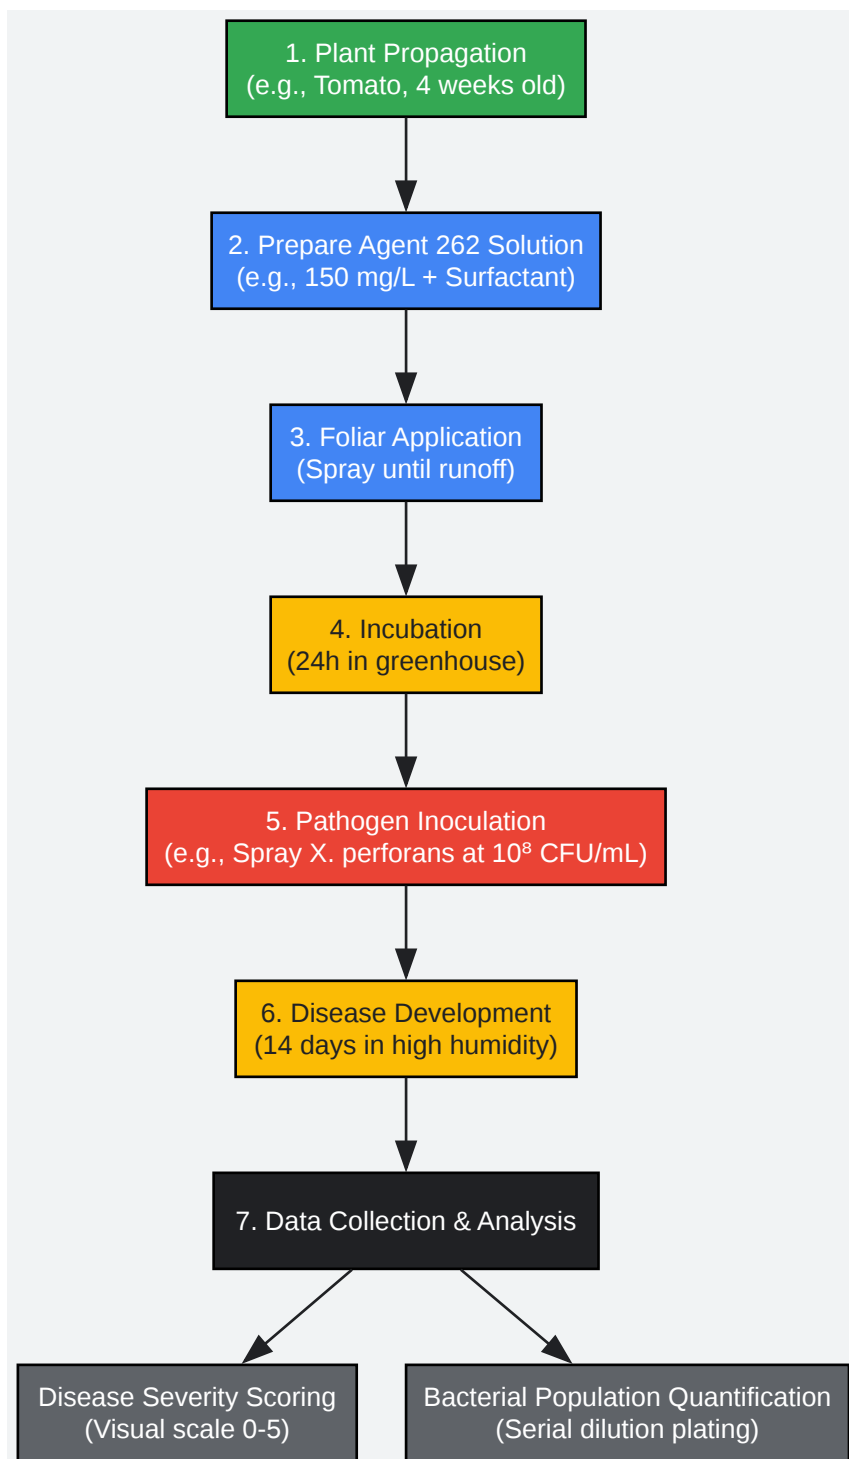 1. Plant Propagation
(e.g., Tomato, 4 weeks old)
2. Prepare Agent 262 Solution
(e.g., 150 mg/L + Surfactant)
3. Foliar Application
(Spray until runoff)
4. Incubation
(24h in greenhouse)
5. Pathogen Inoculation
(e.g., Spray X. perforans at 10⁸ CFU/mL)
6. Disease Development
(14 days in high humidity)
7. Data Collection & Analysis
Disease Severity Scoring
(Visual scale 0-5)
Bacterial Population Quantification
(Serial dilution plating)